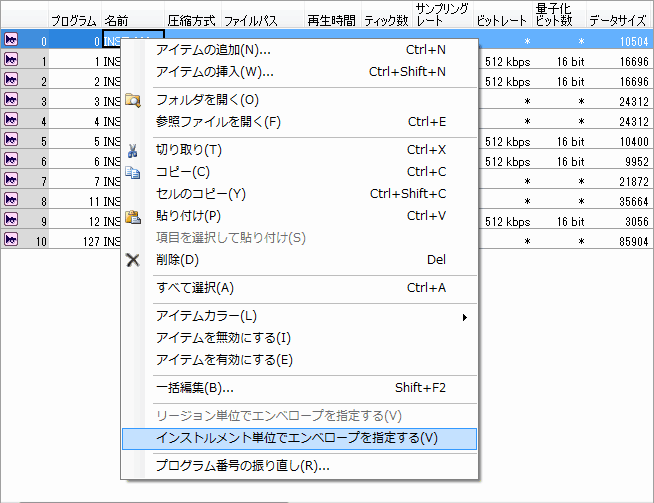 プログラム 名前 圧縮方式 ファイルパス 再生時間 ティック数 サンプリングレート ビットレート 量子化ビット数 データサイズ
0 0 * * 10504
1 1 INS 512 kbps 16 bit 16696
2 2 INS 512 kbps 16 bit 16696
3 3 INS * * 24312
4 4 INS * * 24312
5 5 INS 512 kbps 16 bit 10400
6 6 INS 512 kbps 16 bit 9952
7 7 INS * * 21872
8 11 INS * * 35664
9 12 INS 512 kbps 16 bit 3056
10 127 INS * * 85904
アイテムの追加(N)... Ctrl+N
アイテムの挿入(W)... Ctrl+Shift+N
フォルダを開く(O)
参照ファイルを開く(F) Ctrl+E
切り取り(T) Ctrl+X
コピー(C) Ctrl+C
セルのコピー(Y) Ctrl+Shift+C
貼り付け(P) Ctrl+V
項目を選択して貼り付け(S)
削除(D) Del
すべて選択(A) Ctrl+A
アイテムカラー(L)
アイテムを無効にする(I)
アイテムを有効にする(E)
一括編集(B)... Shift+F2
リージョン単位でエンベロープを指定する(V)
インストルメント単位でエンベロープを指定する(V)
プログラム番号の振り直し(R)...